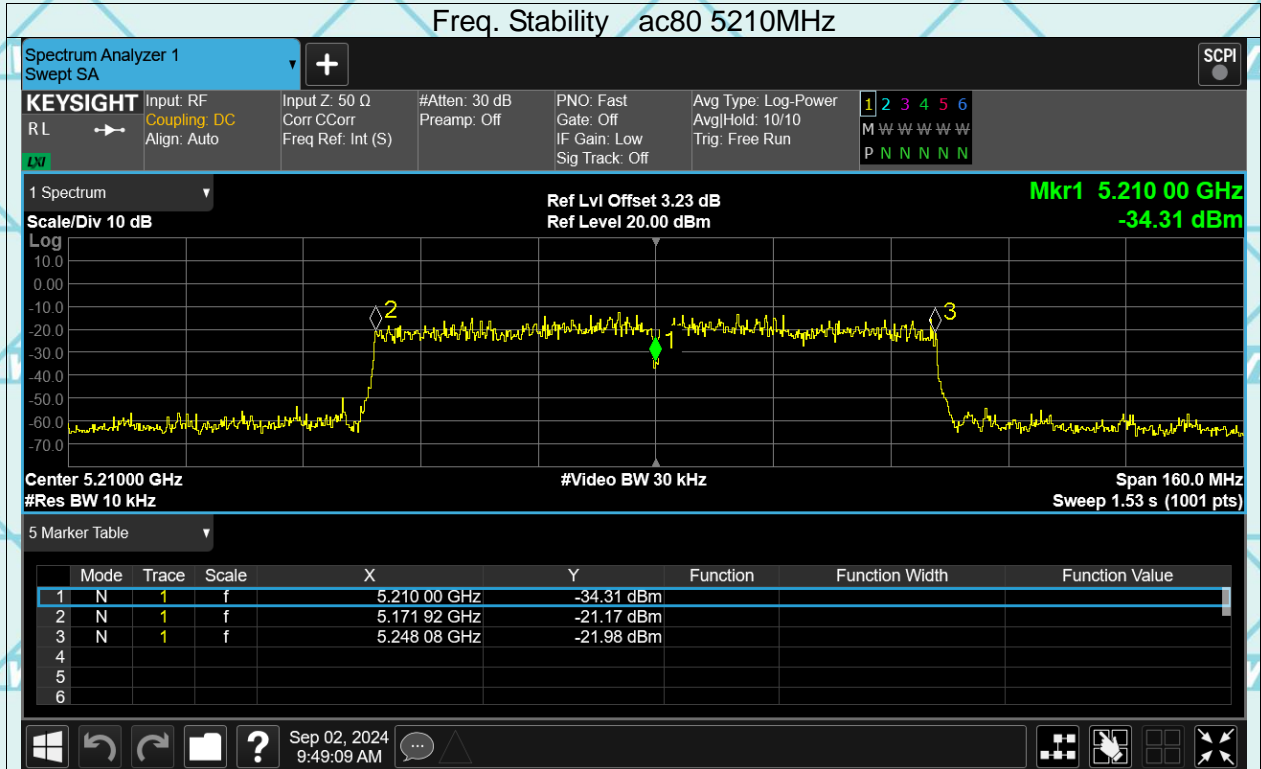 Freq. Stability ac80 5210MHz
Spectrum Analyzer 1
Swept SA
SCPI
KEYSIGHT
RL
LXI
Input: RF
Coupling: DC
Align: Auto
Input Z: 50 Ω
Corr CCorr
Freq Ref: Int (S)
#Atten: 30 dB
Preamp: Off
PNO: Fast
Gate: Off
IF Gain: Low
Sig Track: Off
Avg Type: Log-Power
Avg|Hold: 10/10
Trig: Free Run
1 2 3 4 5 6
M W W W W W
P N N N N N
1 Spectrum
Scale/Div 10 dB
Ref Lvl Offset 3.23 dB
Ref Level 20.00 dBm
Mkr1 5.210 00 GHz
-34.31 dBm
Log
10.0
0.00
-10.0
-20.0
-30.0
-40.0
-50.0
-60.0
-70.0
2
1
3
Center 5.21000 GHz
#Res BW 10 kHz
#Video BW 30 kHz
Span 160.0 MHz
Sweep 1.53 s (1001 pts)
5 Marker Table
Mode Trace Scale X Y Function Function Width Function Value
1 N 1 f 5.210 00 GHz -34.31 dBm
2 N 1 f 5.171 92 GHz -21.17 dBm
3 N 1 f 5.248 08 GHz -21.98 dBm
4
5
6
?
Sep 02, 2024
9:49:09 AM